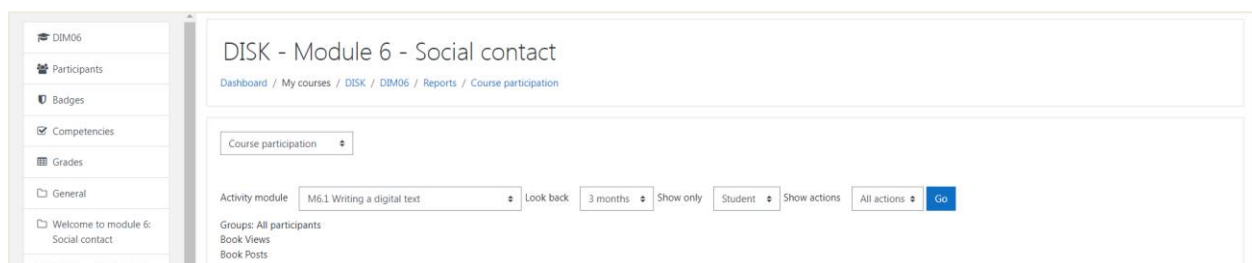 DIM06
Participants
Badges
Competencies
Grades
General
Welcome to module 6:
Social contact
DISK - Module 6 - Social contact
Dashboard / My courses / DISK / DIM06 / Reports / Course participation
Course participation
Activity module M6.1 Writing a digital text Look back 3 months Show only Student Show actions All actions Go
Groups: All participants
Book Views
Book Posts